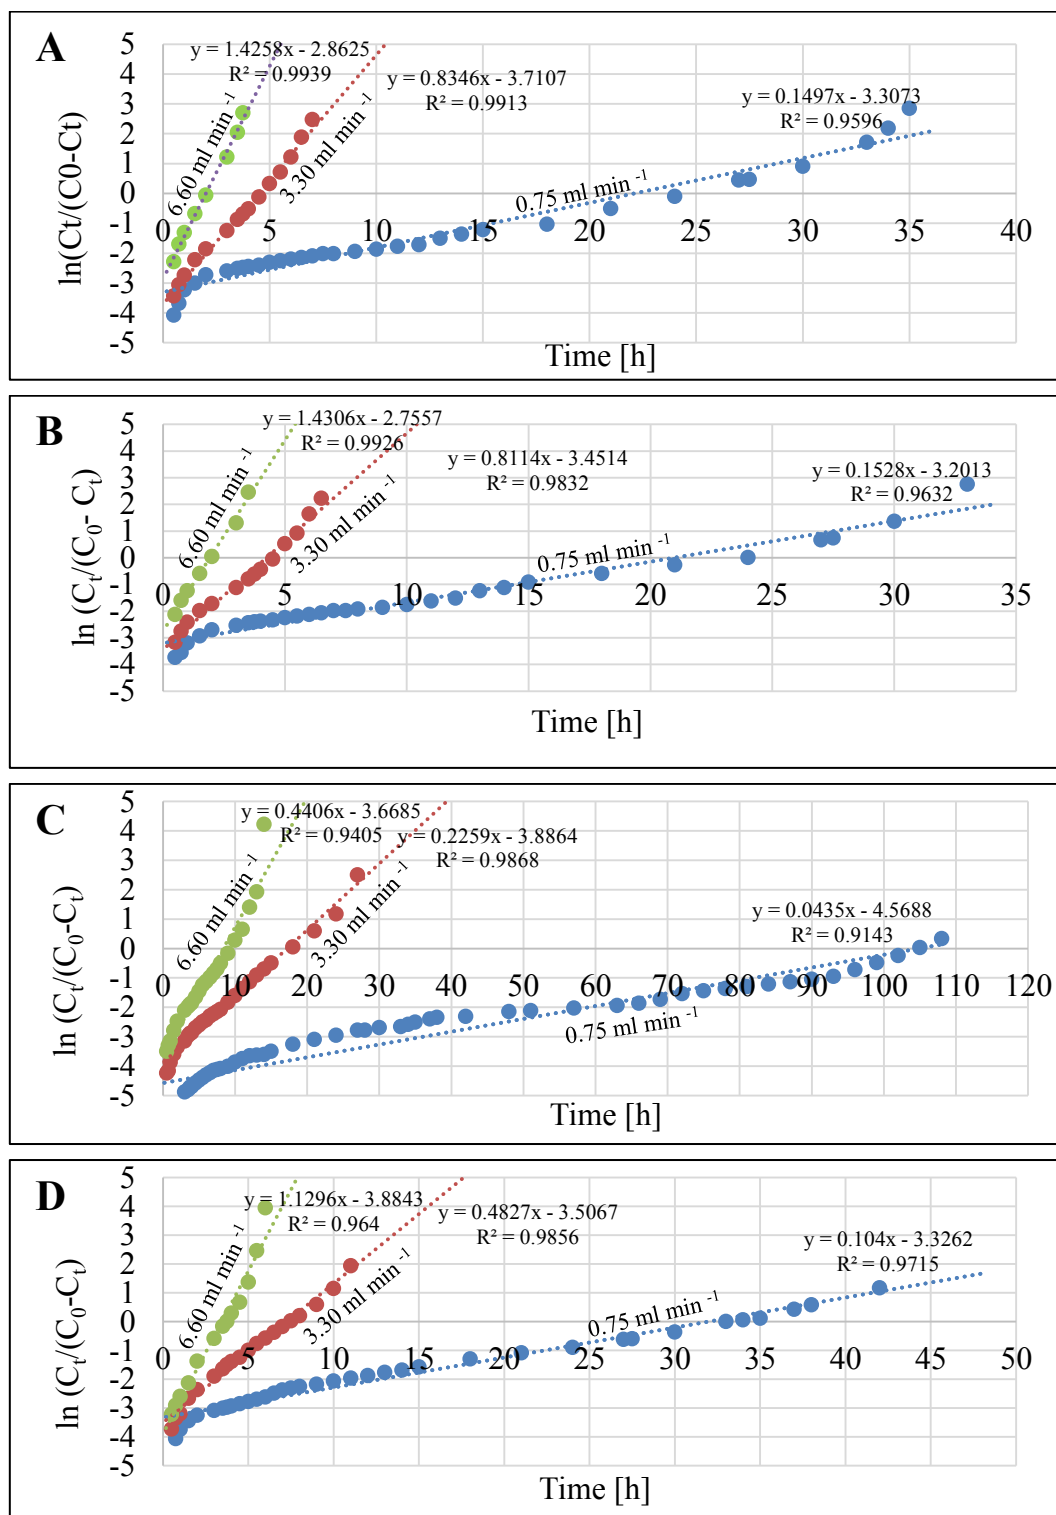 A
y = 1.4258x - 2.8625
R² = 0.9939
y = 0.8346x - 3.7107
R² = 0.9913
y = 0.1497x - 3.3073
R² = 0.9596
6.60 ml min -1
3.30 ml min -1
0.75 ml min -1
ln(Ct/(C0-Ct)
5
4
3
2
1
0
-1
-2
-3
-4
-5
0 5 10 15 20 25 30 35 40
Time [h]
B
y = 1.4306x - 2.7557
R² = 0.9926
y = 0.8114x - 3.4514
R² = 0.9832
y = 0.1528x - 3.2013
R² = 0.9632
6.60 ml min -1
3.30 ml min -1
0.75 ml min -1
ln (Ct/(C0- Ct)
5
4
3
2
1
0
-1
-2
-3
-4
-5
0 5 10 15 20 25 30 35
Time [h]
C
y = 0.4406x - 3.6685
R² = 0.9405
y = 0.2259x - 3.8864
R² = 0.9868
y = 0.0435x - 4.5688
R² = 0.9143
6.60 ml min -1
3.30 ml min -1
0.75 ml min -1
ln (Ct/(C0-Ct)
5
4
3
2
1
0
-1
-2
-3
-4
-5
0 10 20 30 40 50 60 70 80 90 100 110 120
Time [h]
D
y = 1.1296x - 3.8843
R² = 0.964
y = 0.4827x - 3.5067
R² = 0.9856
y = 0.104x - 3.3262
R² = 0.9715
6.60 ml min -1
3.30 ml min -1
0.75 ml min -1
ln (Ct/(C0-Ct)
5
4
3
2
1
0
-1
-2
-3
-4
-5
0 5 10 15 20 25 30 35 40 45 50
Time [h]